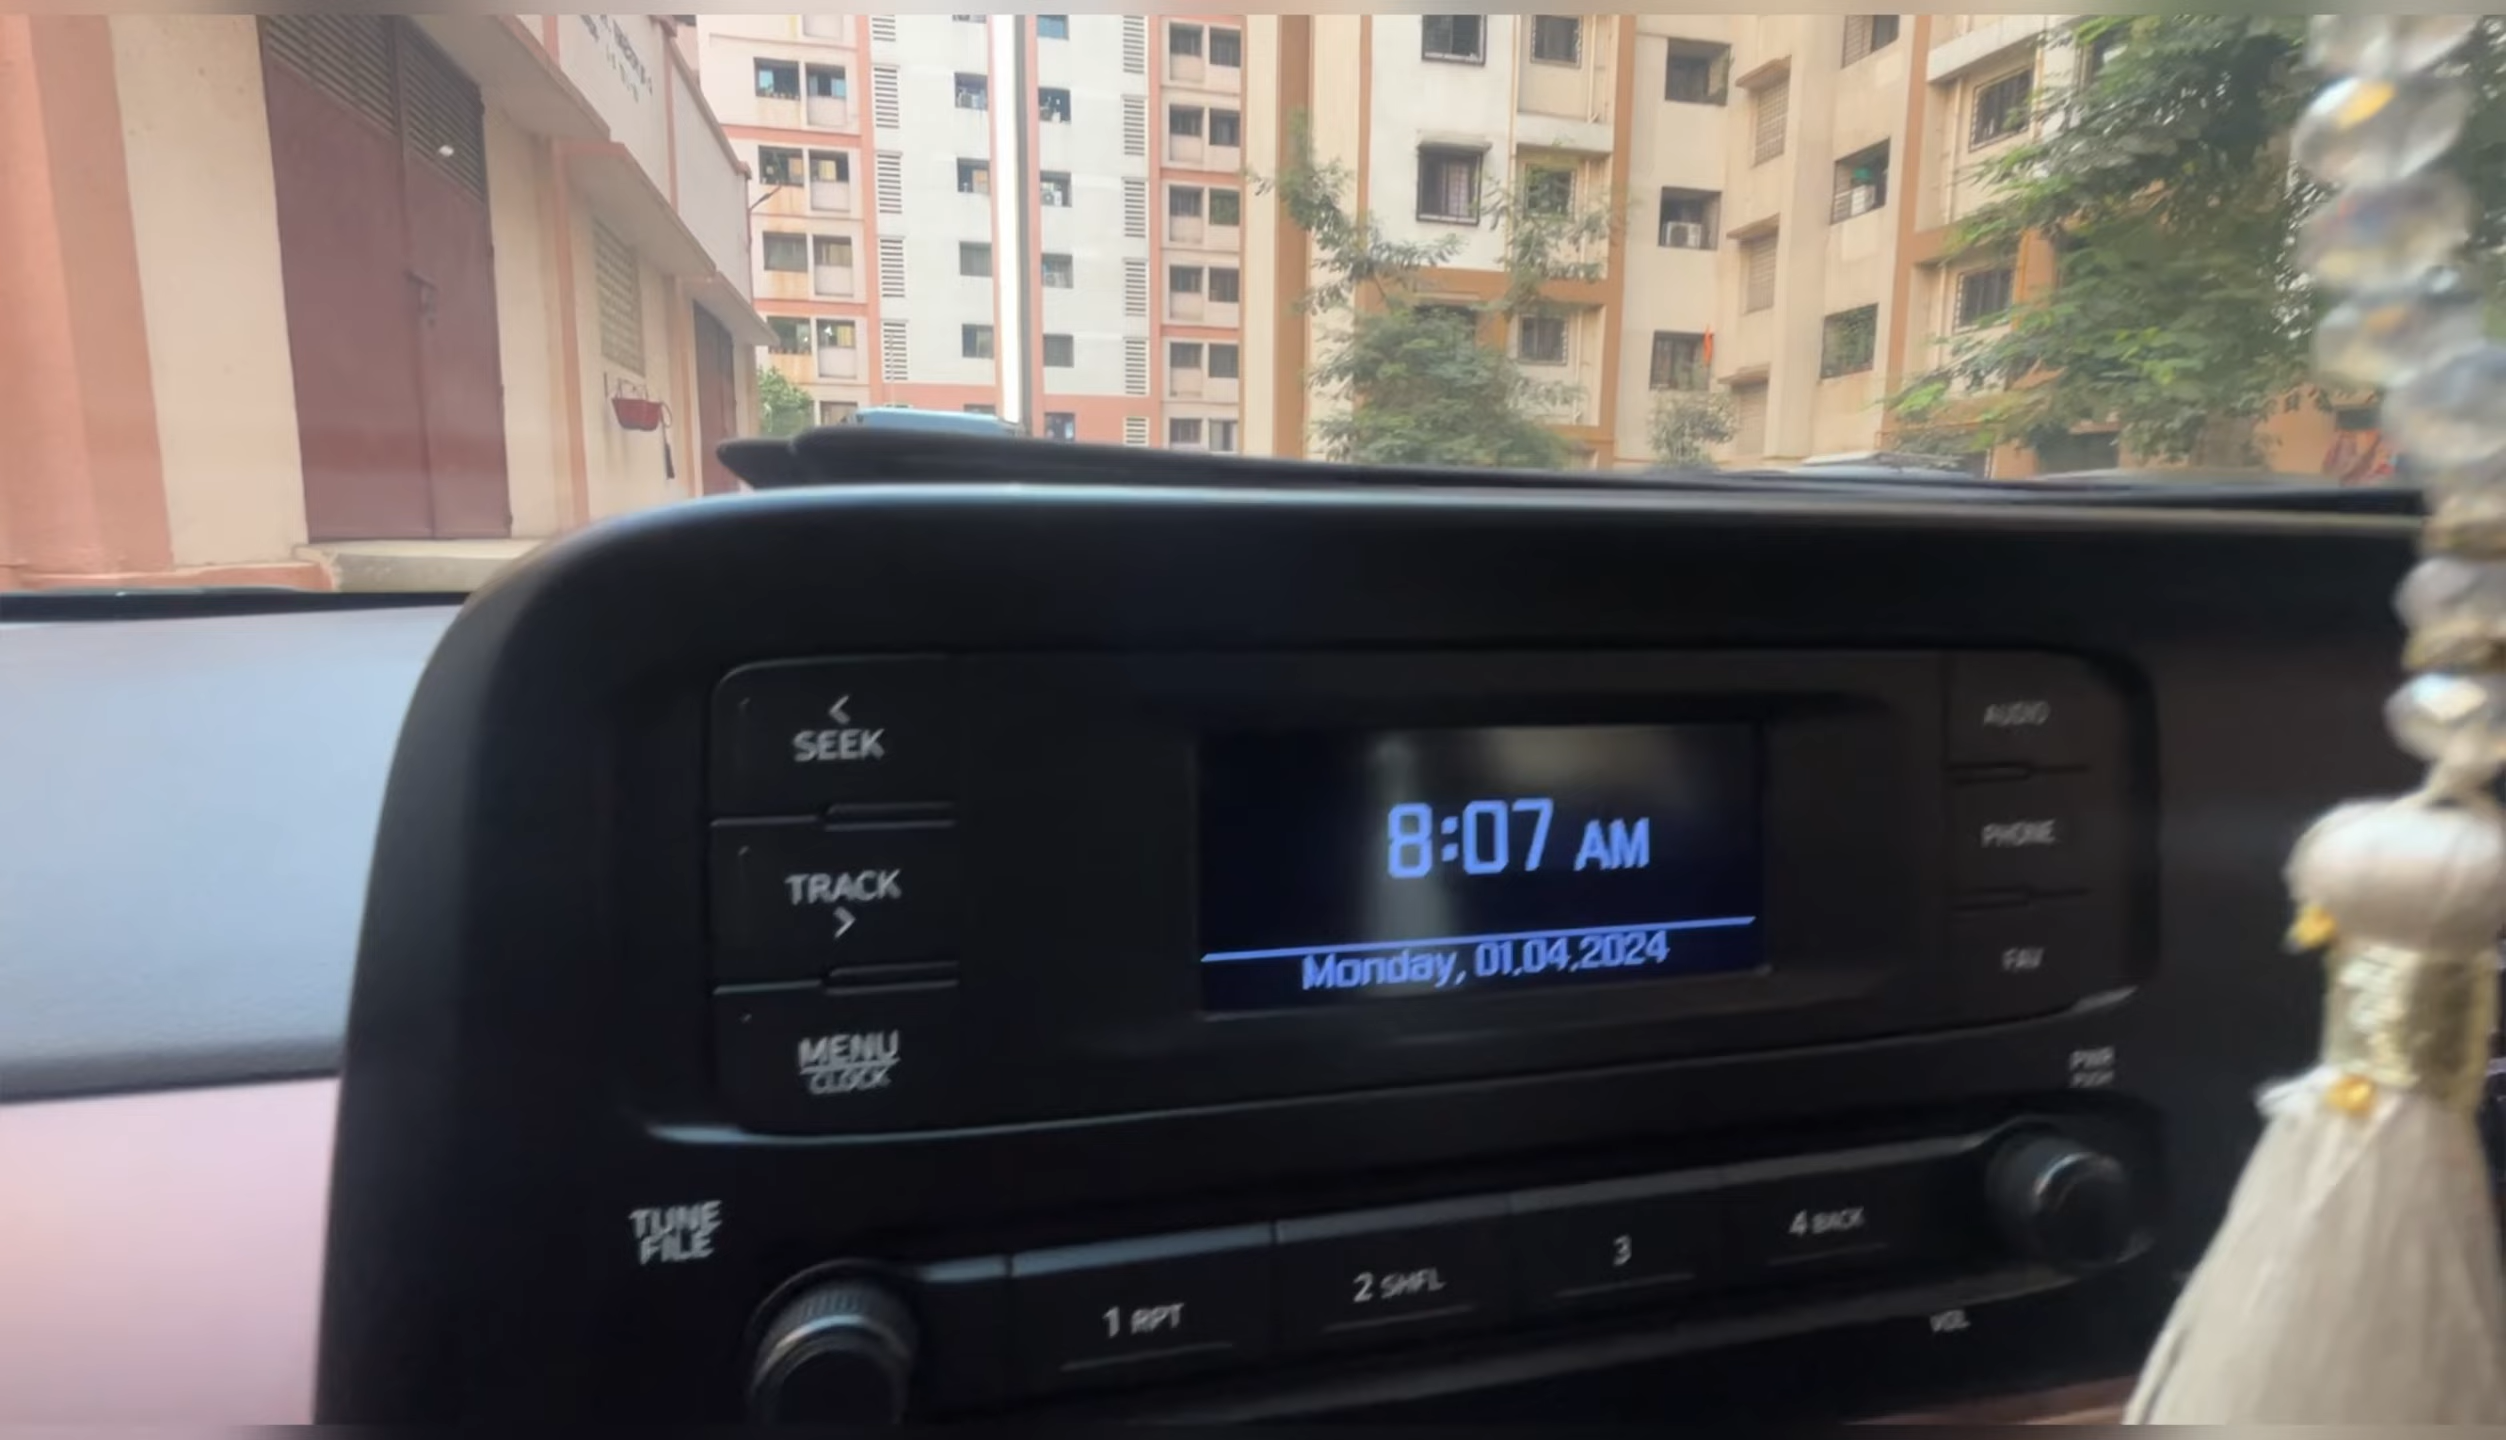 < 
SEEK
TRACK
>
MENU
CLOCK
8:07 AM
Monday, 01.04.2024
AUDIO
PHONE
FAV
PWR
PUSH
TUNE
FILE
1 RPT
2 SHFL
3
4 BACK
VOL